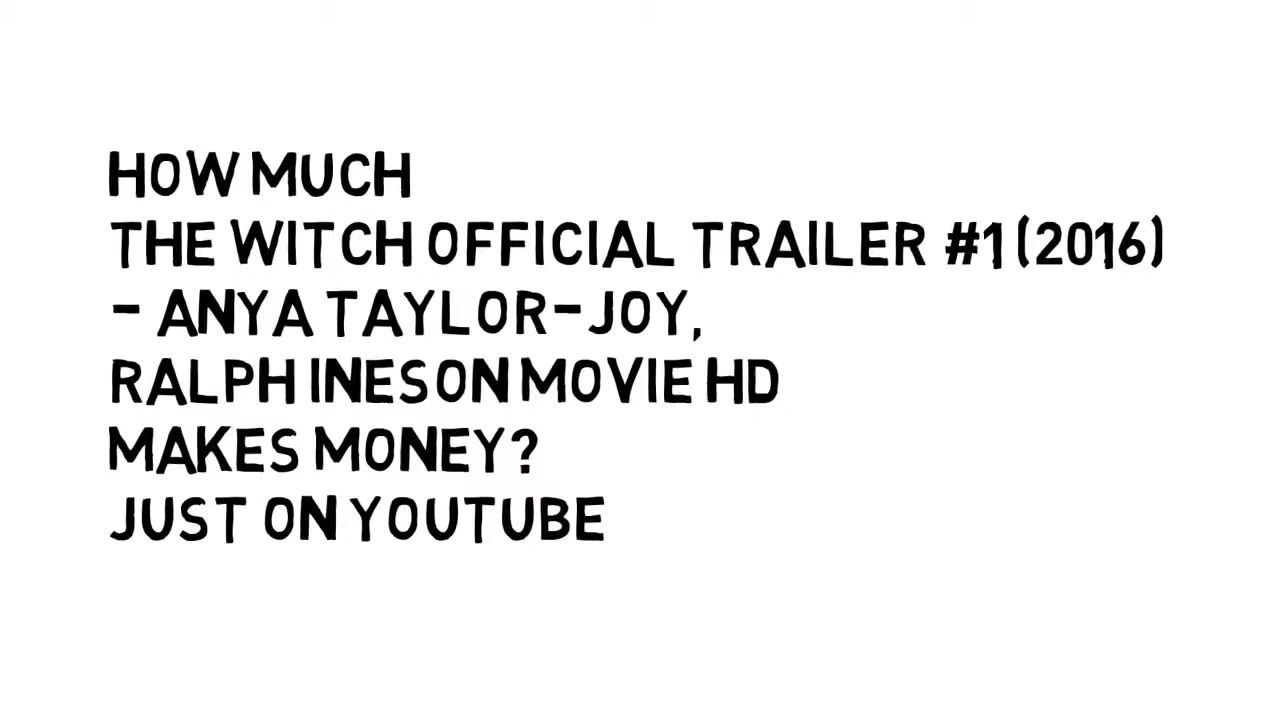 HOW MUCH
THE WITCH OFFICIAL TRAILER #1 (2016)
- ANYA TAYLOR-JOY,
RALPH INESON MOVIE HD
MAKES MONEY?
JUST ON YOUTUBE